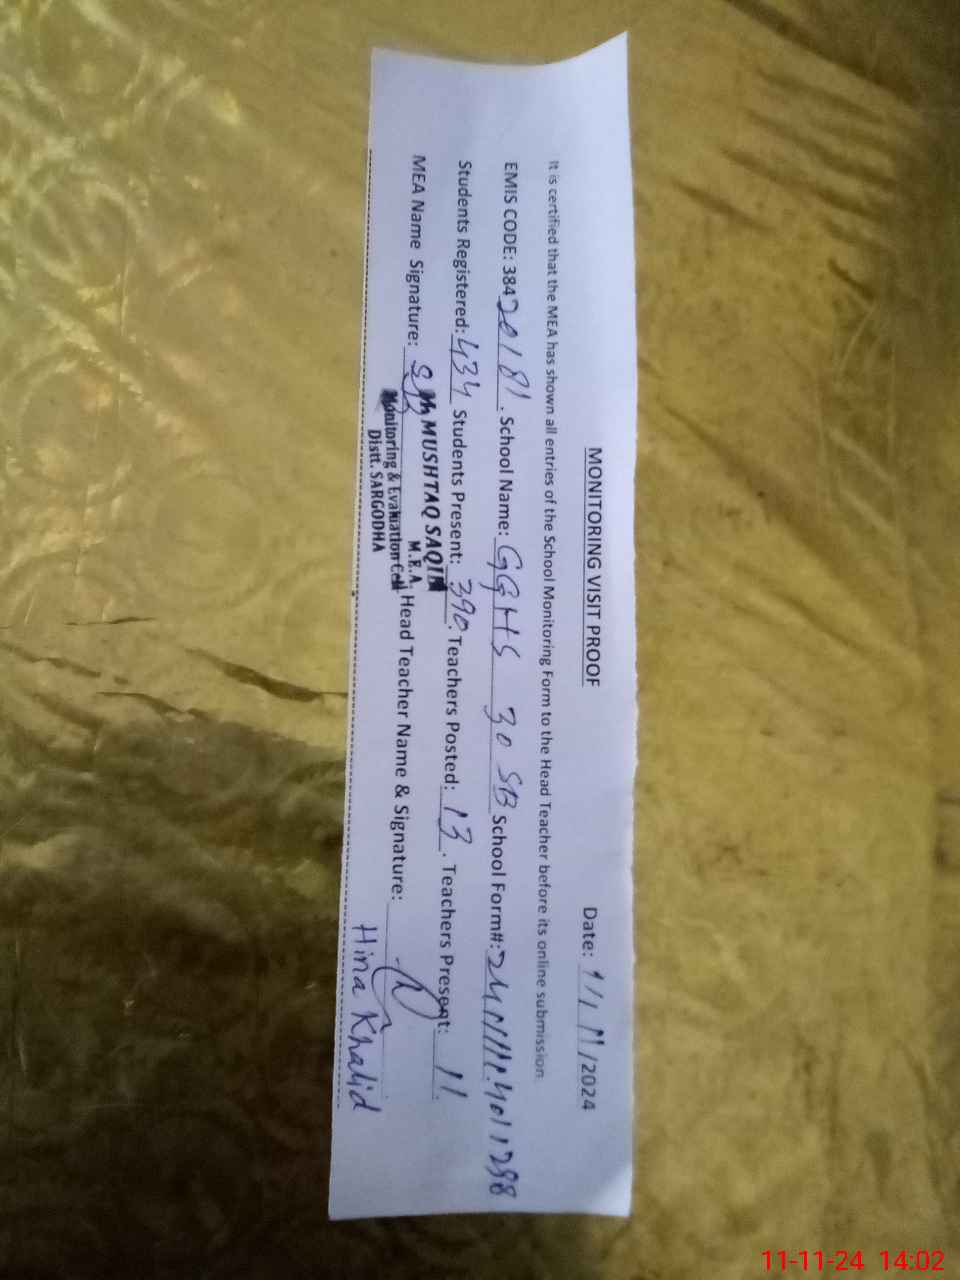 MONITORING VISIT PROOF
Date: 11/11/2024
It is certified that the MEA has shown all entries of the School Monitoring Form to the Head Teacher before its online submission
EMIS CODE: 38420181. School Name: GGHS 30 SB School Form#:
Students Registered: 434 Students Present: 390. Teachers Posted: 13. Teachers Present: 11.
MEA Name Signature: Head Teacher Name & Signature:
MUSHTAQ SAQIB
M.E.A.
Monitoring & Evaluation Cell
Distt. SARGODHA
Hina Khalid
11-11-24 14:02